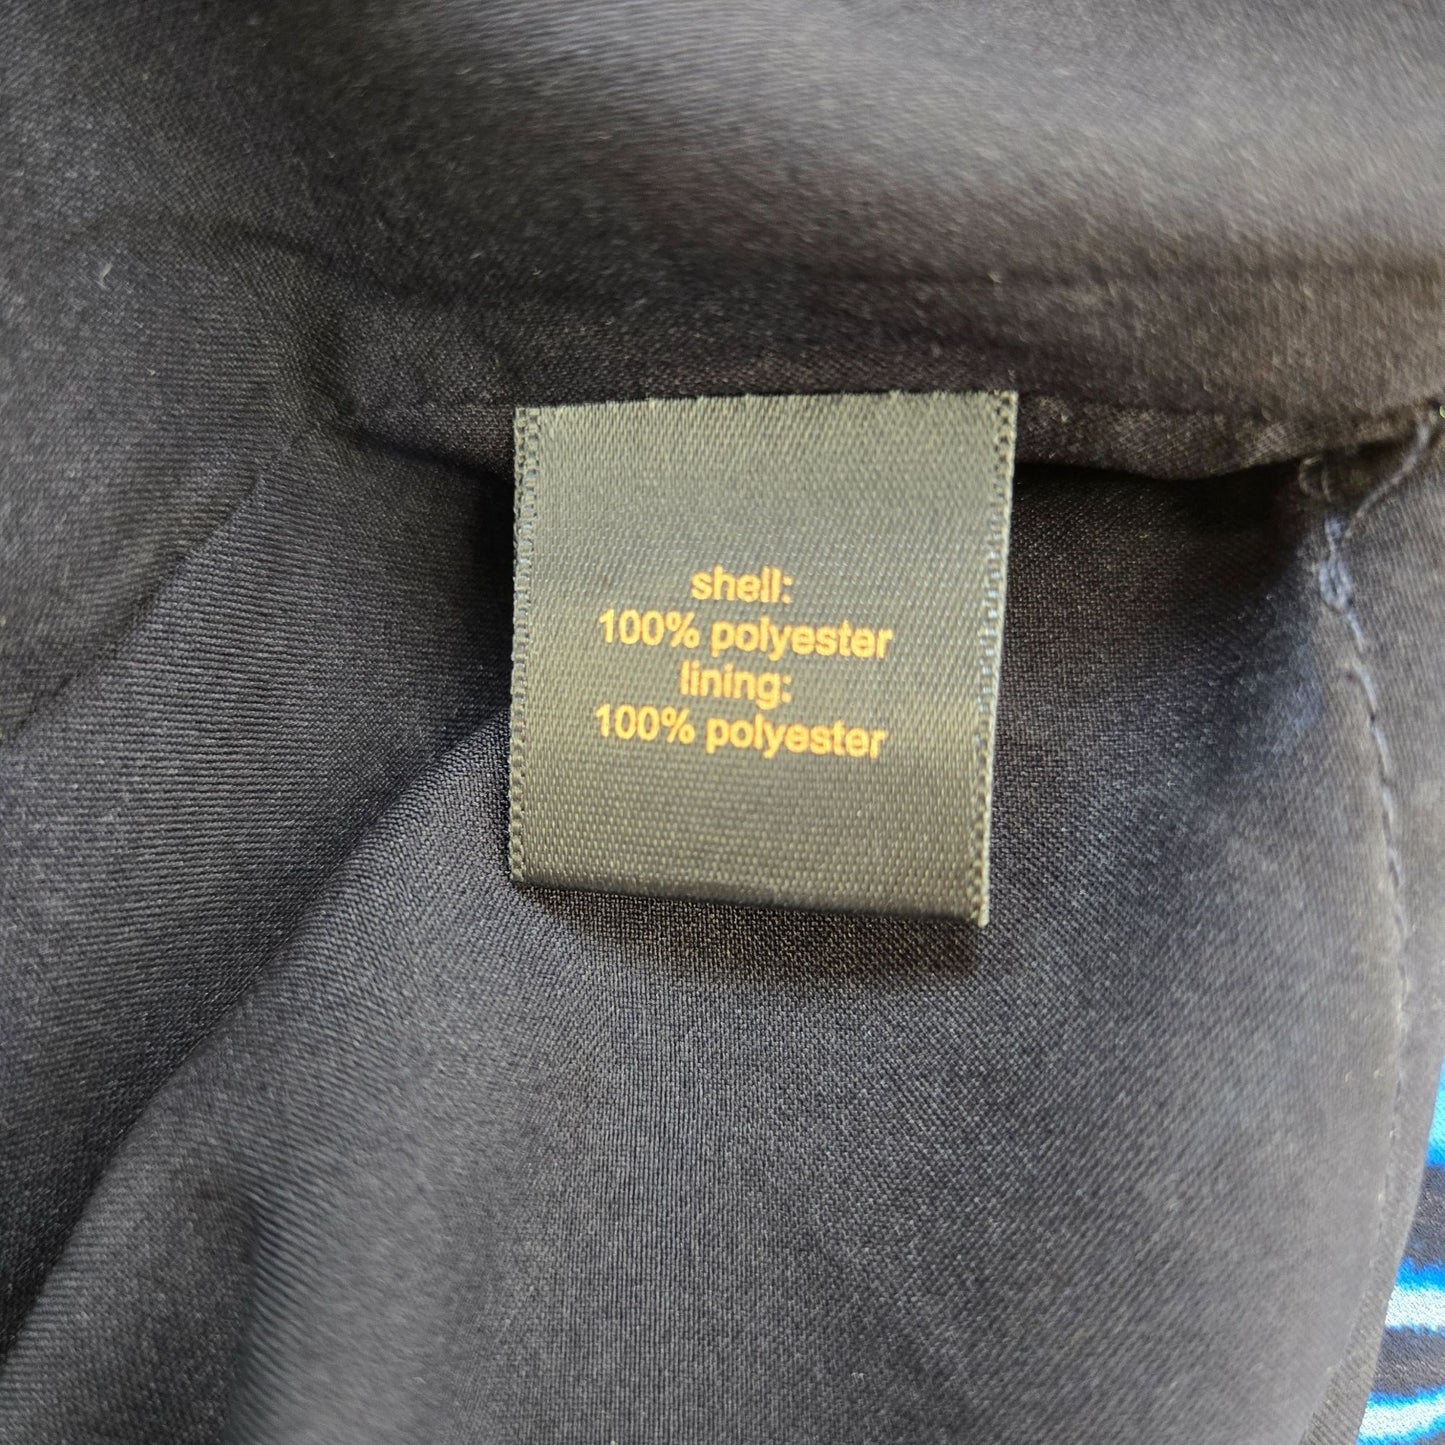 shell:
100% polyester
lining:
100% polyester